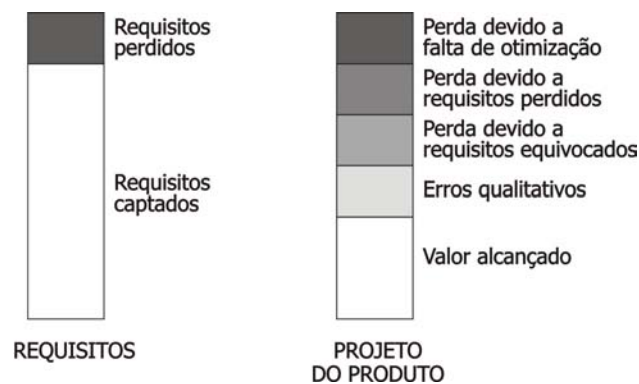 Requisitos
perdidos
Requisitos
captados
REQUISITOS
Perda devido a
falta de otimização
Perda devido a
requisitos perdidos
Perda devido a
requisitos equivocados
Erros qualitativos
Valor alcançado
PROJETO
DO PRODUTO